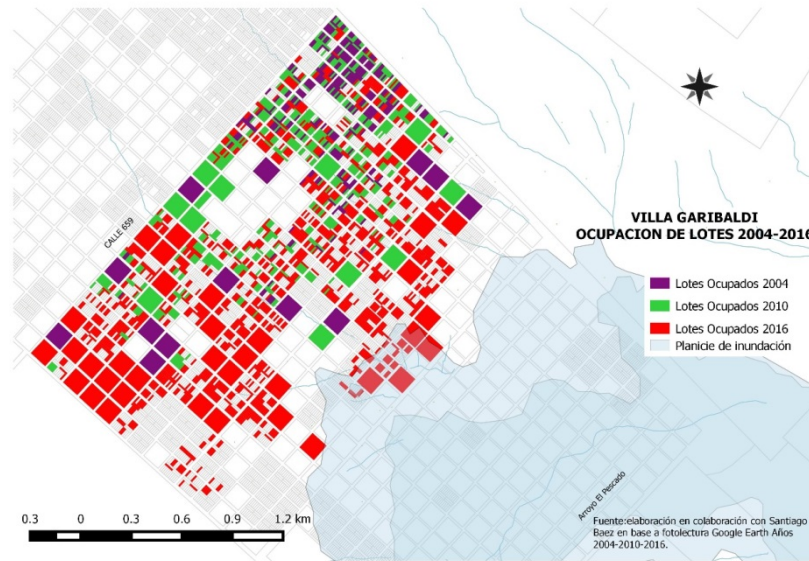 CALLE 659
VILLA GARIBALDI
OCUPACION DE LOTES 2004-2016
Lotes Ocupados 2004
Lotes Ocupados 2010
Lotes Ocupados 2016
Planicie de inundación
Arroyo El Pescado
0.3 0 0.3 0.6 0.9 1.2 km
Fuente:elaboración en colaboración con Santiago
Baez en base a fotolectura Google Earth Años
2004-2010-2016.